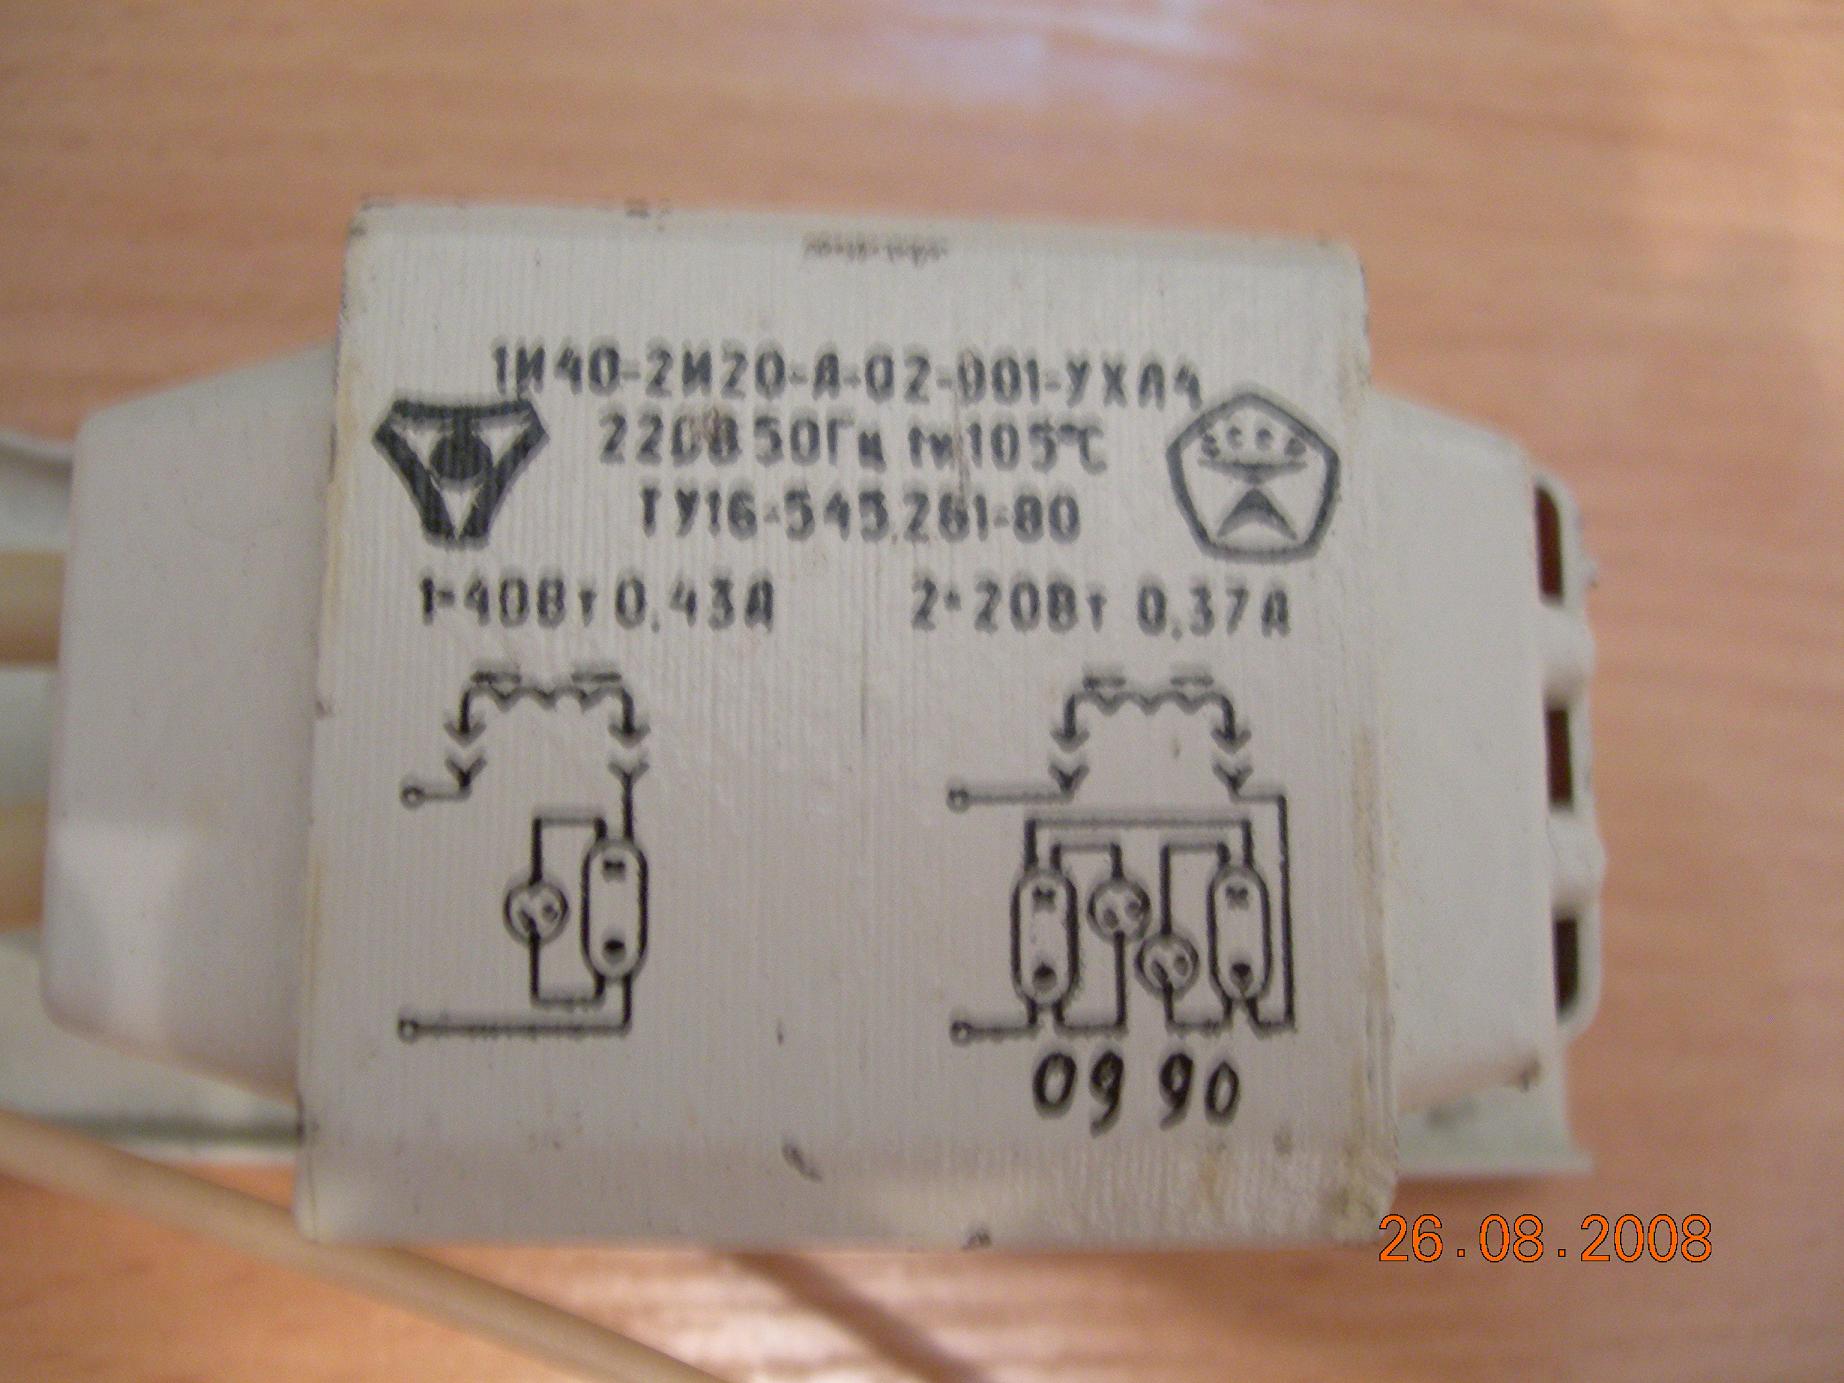 1И40-2И20-А-02-001-УХЛ4
220В 50Гц tw105°С
ТУ16-545.261-80
СССР
1×40Вт 0,43А
2×20Вт 0,37А
09 90
26.08.2008